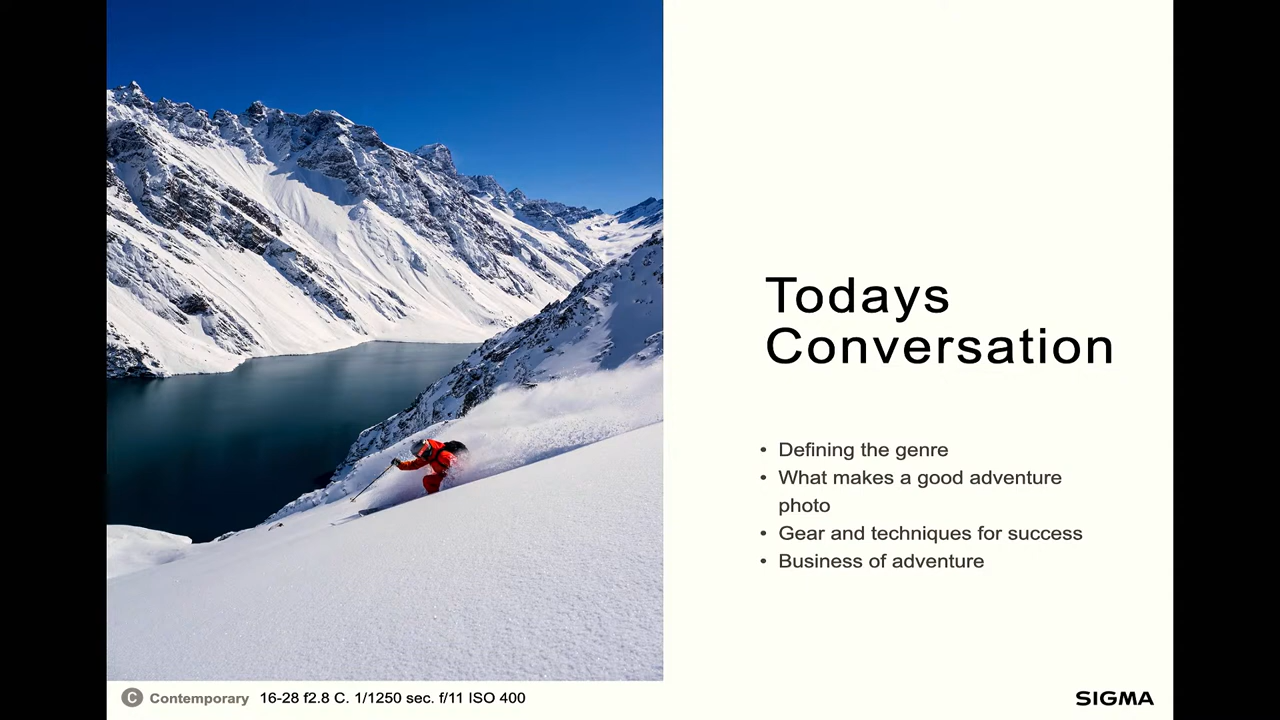 Todays
Conversation
• Defining the genre
• What makes a good adventure
photo
• Gear and techniques for success
• Business of adventure
C Contemporary 16-28 f2.8 C. 1/1250 sec. f/11 ISO 400
SIGMA